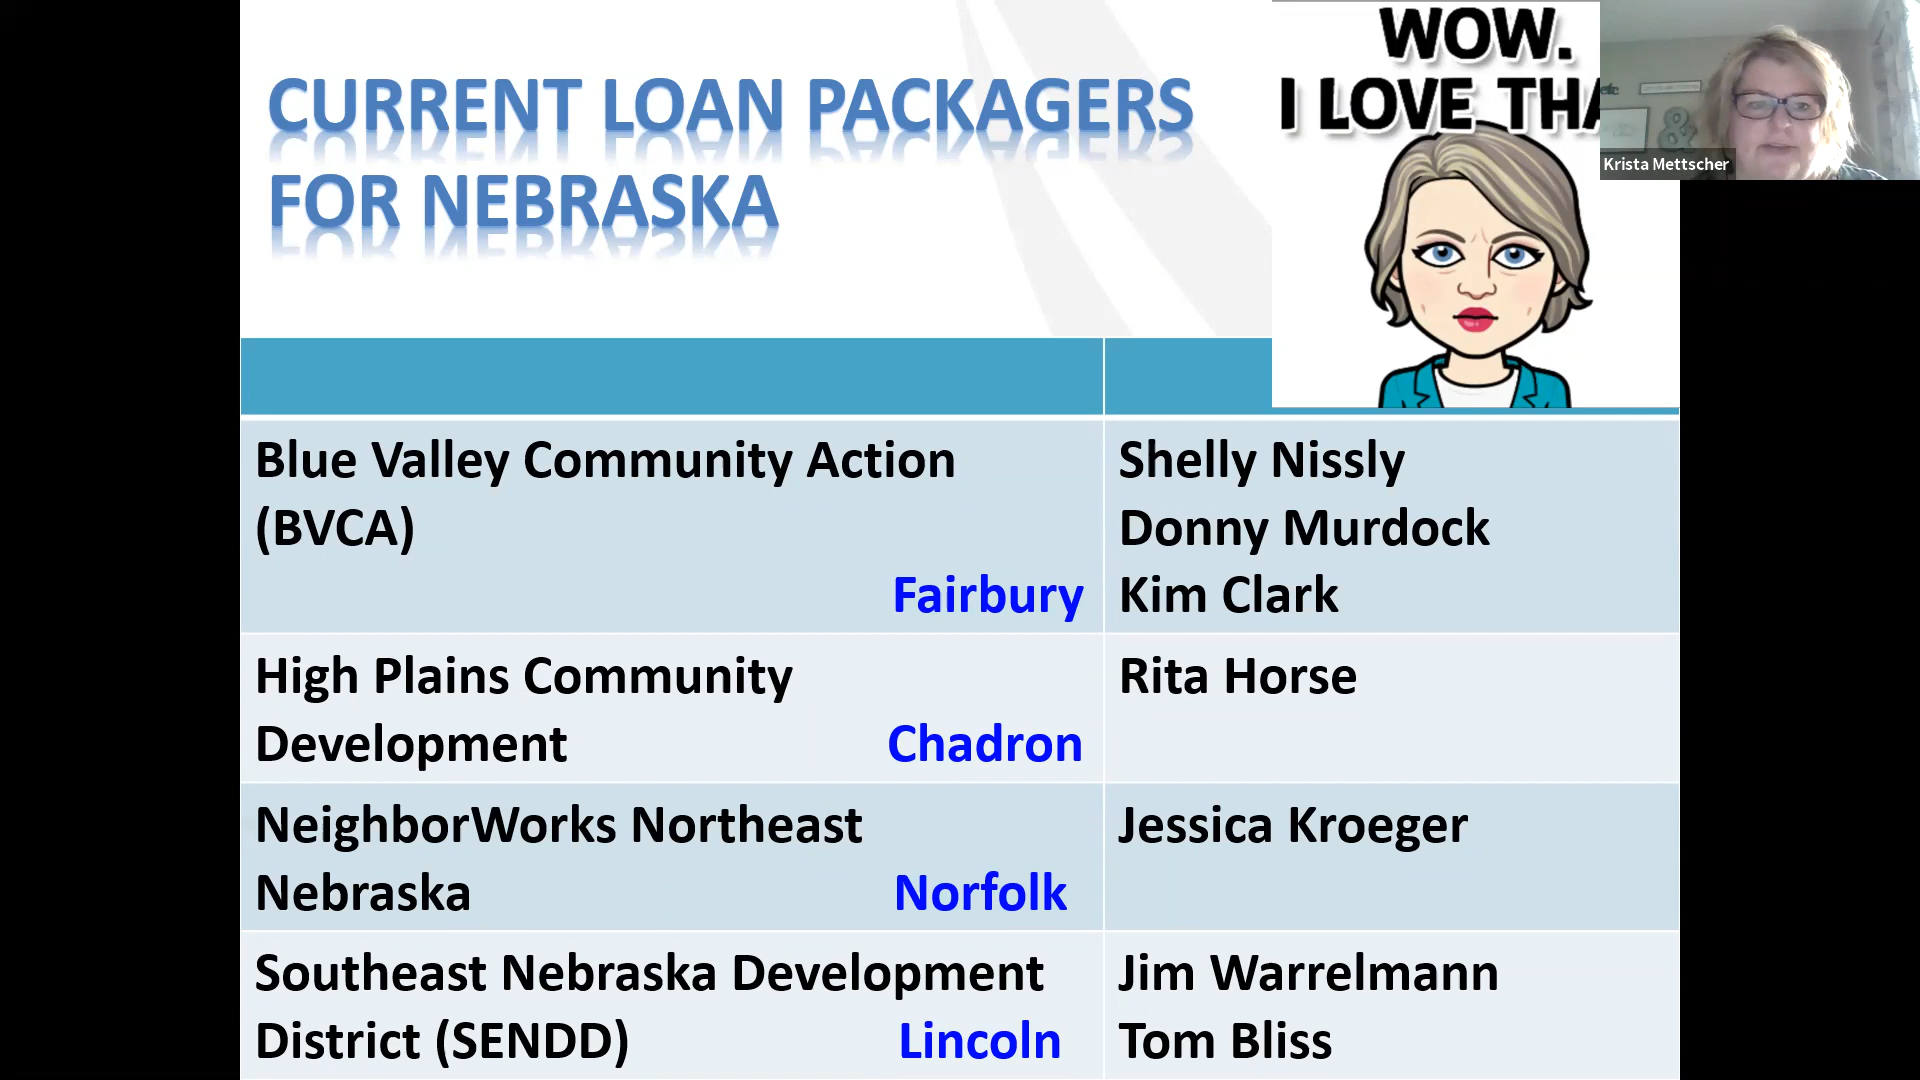 CURRENT LOAN PACKAGERS
FOR NEBRASKA
WOW.
I LOVE THA
Krista Mettscher
Blue Valley Community Action
(BVCA)
Fairbury
Shelly Nissly
Donny Murdock
Kim Clark
High Plains Community
Development Chadron
Rita Horse
NeighborWorks Northeast
Nebraska Norfolk
Jessica Kroeger
Southeast Nebraska Development
District (SENDD) Lincoln
Jim Warrelmann
Tom Bliss